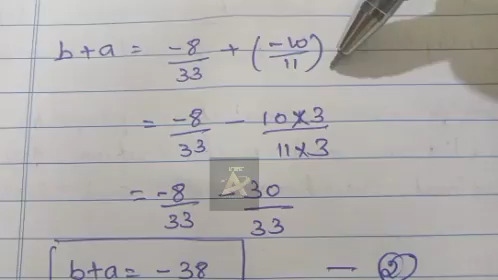 b+a = -8/33 + (-10/11)
= -8/33 - 10×3/11×3
= -8/33 - 30/33
b+a = -38 — ②